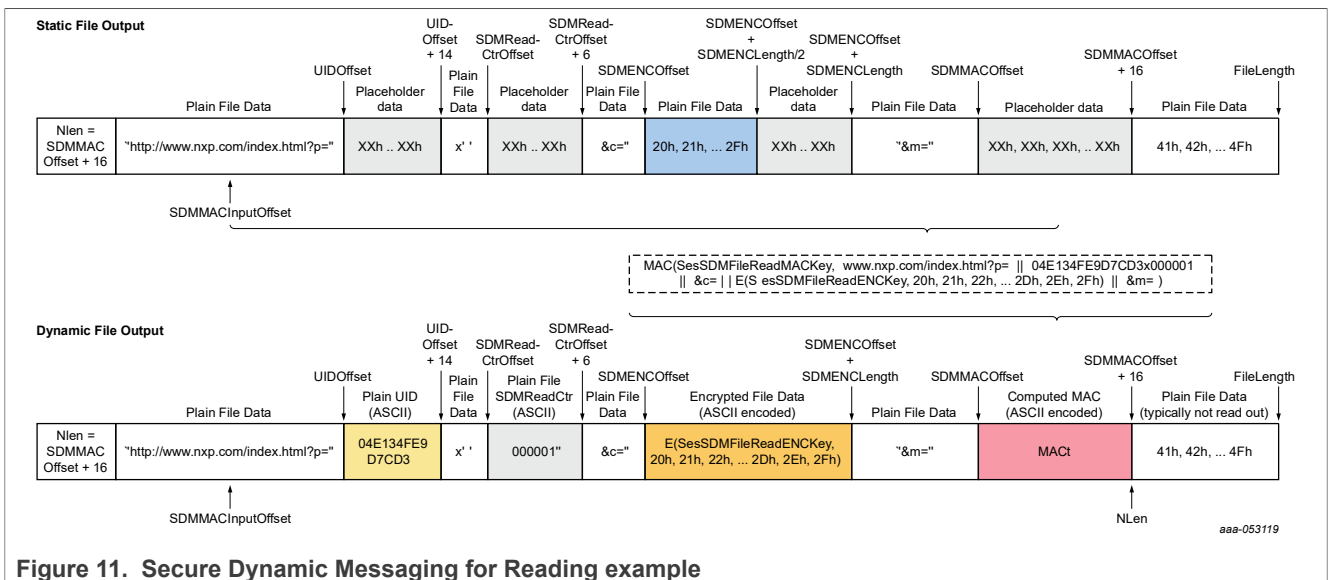 Static File Output
UID-
Offset
+ 14
SDMRead-
CtrOffset
SDMRead-
CtrOffset
+ 6
SDMENCOffset
+
SDMENCLength/2
SDMENCOffset
+
SDMENCLength
SDMMACOffset
+ 16
FileLength
UIDOffset
SDMENCOffset
SDMMACOffset
Plain File Data
Placeholder
data
Plain
File
Data
Placeholder
data
Plain File
Data
Plain File Data
Placeholder
data
Plain File Data
Placeholder data
Plain File Data
Nlen =
SDMMAC
Offset + 16
"http://www.nxp.com/index.html?p="
XXh .. XXh
x' '
XXh .. XXh
&c="
20h, 21h, ... 2Fh
XXh .. XXh
"&m="
XXh, XXh, XXh, .. XXh
41h, 42h, ... 4Fh
SDMMACInputOffset
MAC(SesSDMFileReadMACKey, www.nxp.com/index.html?p= || 04E134FE9D7CD3x000001
|| &c= | | E(S esSDMFileReadENCKey, 20h, 21h, 22h, ... 2Dh, 2Eh, 2Fh) || &m= )
Dynamic File Output
UID-
Offset
+ 14
SDMRead-
CtrOffset
SDMRead-
CtrOffset
+ 6
SDMENCOffset
+
SDMENCLength
SDMMACOffset
+ 16
FileLength
UIDOffset
SDMENCOffset
SDMMACOffset
Plain File Data
Plain UID
(ASCII)
Plain
File
Data
Plain File
SDMReadCtr
(ASCII)
Plain File
Data
Encrypted File Data
(ASCII encoded)
Plain File Data
Computed MAC
(ASCII encoded)
Plain File Data
(typically not read out)
Nlen =
SDMMAC
Offset + 16
"http://www.nxp.com/index.html?p="
04E134FE9
D7CD3
x' '
000001"
&c="
E(SesSDMFileReadENCKey,
20h, 21h, 22h, ... 2Dh, 2Eh, 2Fh)
"&m="
MACt
41h, 42h, ... 4Fh
SDMMACInputOffset
NLen
aaa-053119
Figure 11. Secure Dynamic Messaging for Reading example